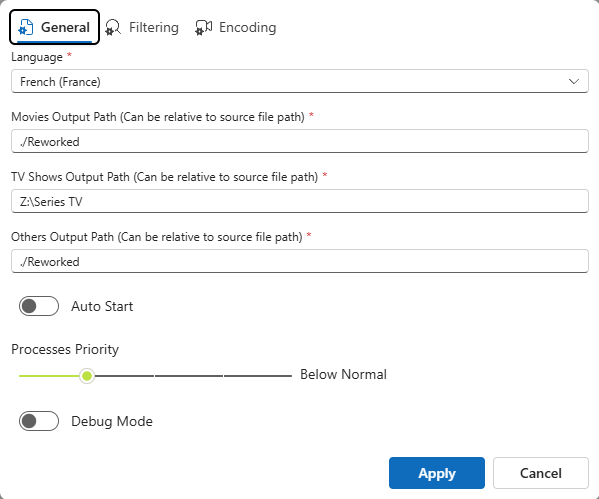 General Filtering Encoding
Language *
French (France)
Movies Output Path (Can be relative to source file path) *
./Reworked
TV Shows Output Path (Can be relative to source file path) *
Z:\Series TV
Others Output Path (Can be relative to source file path) *
./Reworked
Auto Start
Processes Priority
Below Normal
Debug Mode
Apply Cancel